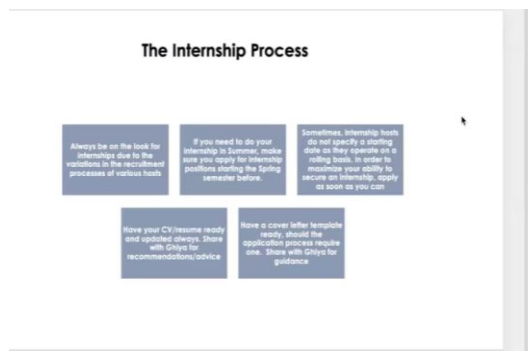 The Internship Process
Always be on the look for
internships due to the
variations in the recruitment
processes of various hosts
If you need to do your
internship in Summer, make
sure you apply for internship
positions starting the Spring
semester before.
Sometimes, internship hosts
do not specify a starting
date as they operate on a
rolling basis. In order to
maximize your ability to
secure an internship, apply
as soon as you can
Have your CV/resume ready
and updated always. Share
with Ghiya for
recommendations/advice
Have a cover letter template
ready, should the
application process require
one. Share with Ghiya for
guidance